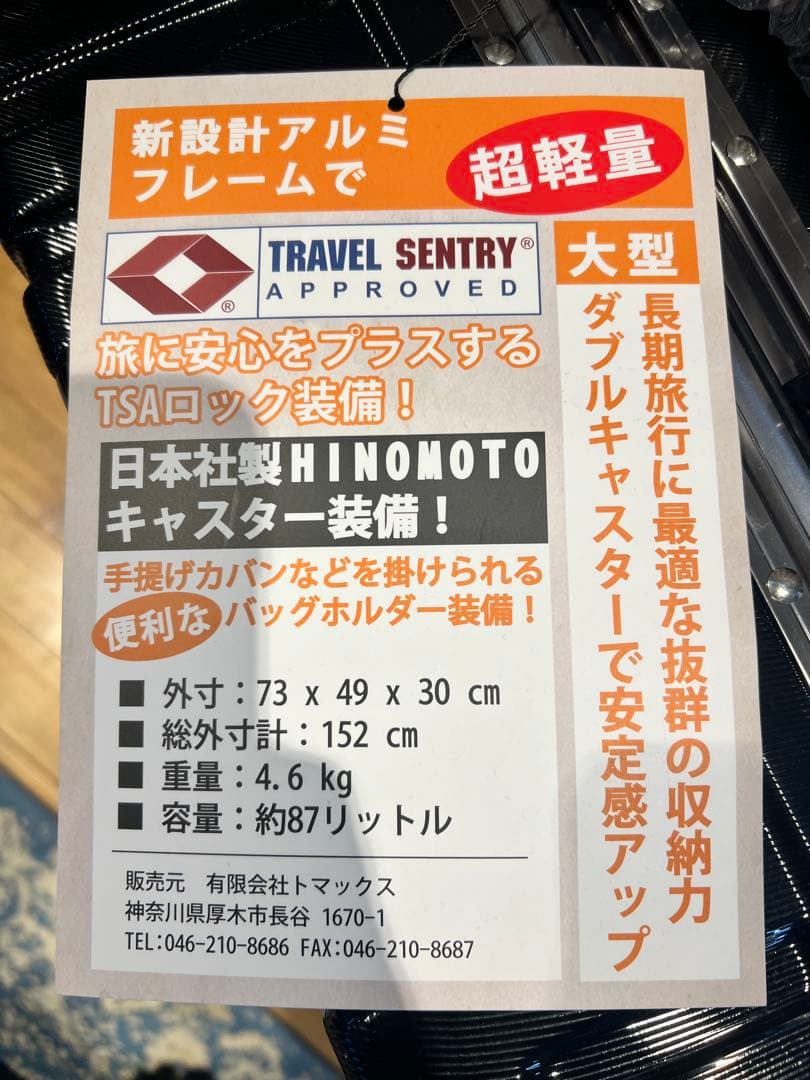 新設計アルミ
フレームで
超軽量
TRAVEL SENTRY®
APPROVED
®
旅に安心をプラスする
TSAロック装備！
日本社製HINOMOTO
キャスター装備！
手提げカバンなどを掛けられる
便利な
バッグホルダー装備！
■ 外寸：73 x 49 x 30 cm
■ 総外寸計：152 cm
■ 重量：4.6 kg
■ 容量：約87リットル
販売元　有限会社トマックス
神奈川県厚木市長谷 1670-1
TEL:046-210-8686 FAX:046-210-8687
大型
長期旅行に最適な抜群の収納力
ダブルキャスターで安定感アップ